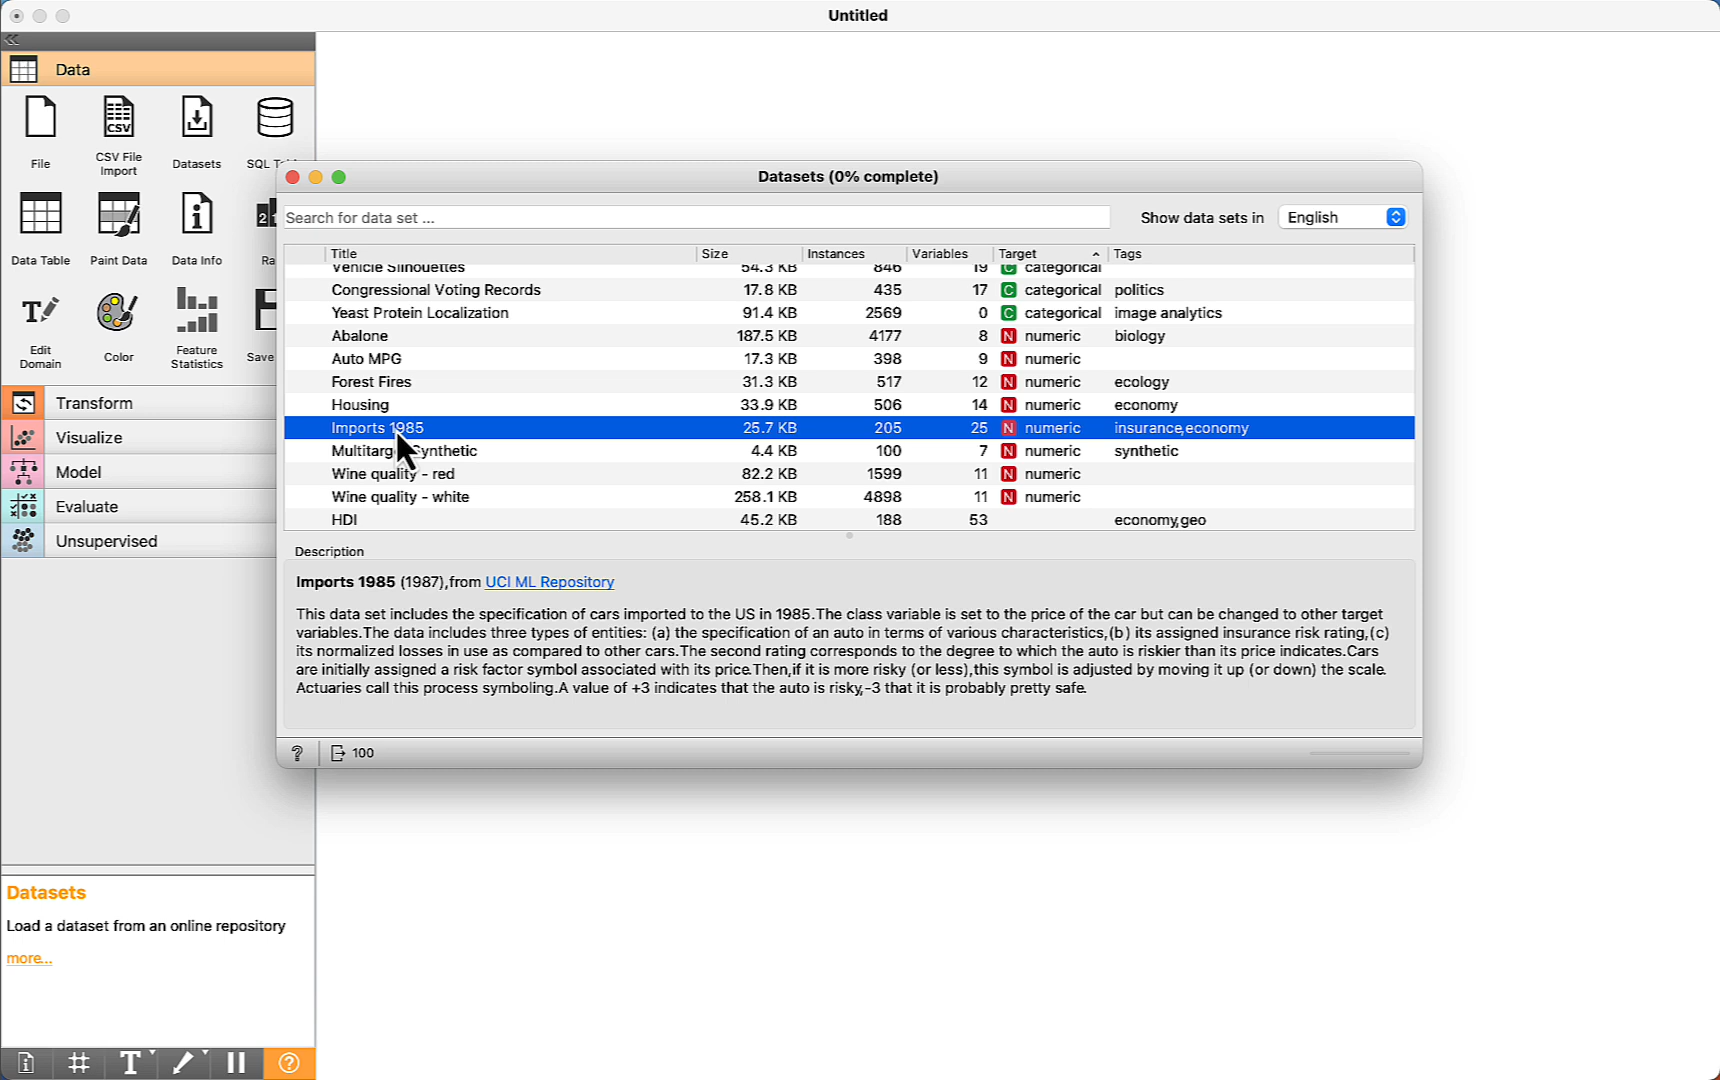 Untitled
Data
File
CSV File
Import
Datasets
SQL
Data Table
Paint Data
Data Info
Ra
Edit
Domain
Color
Feature
Statistics
Save
Transform
Visualize
Model
Evaluate
Unsupervised
Datasets
Load a dataset from an online repository
more...
Datasets (0% complete)
Search for data set ...
Show data sets in English
Title Size Instances Variables Target Tags
Vehicle Silhouettes 54.3 KB 846 19 C categorical
Congressional Voting Records 17.8 KB 435 17 C categorical politics
Yeast Protein Localization 91.4 KB 2569 0 C categorical image analytics
Abalone 187.5 KB 4177 8 N numeric biology
Auto MPG 17.3 KB 398 9 N numeric
Forest Fires 31.3 KB 517 12 N numeric ecology
Housing 33.9 KB 506 14 N numeric economy
Imports 1985 25.7 KB 205 25 N numeric insurance,economy
Multitarg ynthetic 4.4 KB 100 7 N numeric synthetic
Wine quality - red 82.2 KB 1599 11 N numeric
Wine quality - white 258.1 KB 4898 11 N numeric
HDI 45.2 KB 188 53 economy,geo
Description
Imports 1985 (1987), from UCI ML Repository
This data set includes the specification of cars imported to the US in 1985. The class variable is set to the price of the car but can be changed to other target
variables. The data includes three types of entities: (a) the specification of an auto in terms of various characteristics, (b) its assigned insurance risk rating, (c)
its normalized losses in use as compared to other cars. The second rating corresponds to the degree to which the auto is riskier than its price indicates. Cars
are initially assigned a risk factor symbol associated with its price. Then, if it is more risky (or less), this symbol is adjusted by moving it up (or down) the scale.
Actuaries call this process symboling. A value of +3 indicates that the auto is risky, -3 that it is probably pretty safe.
? 100